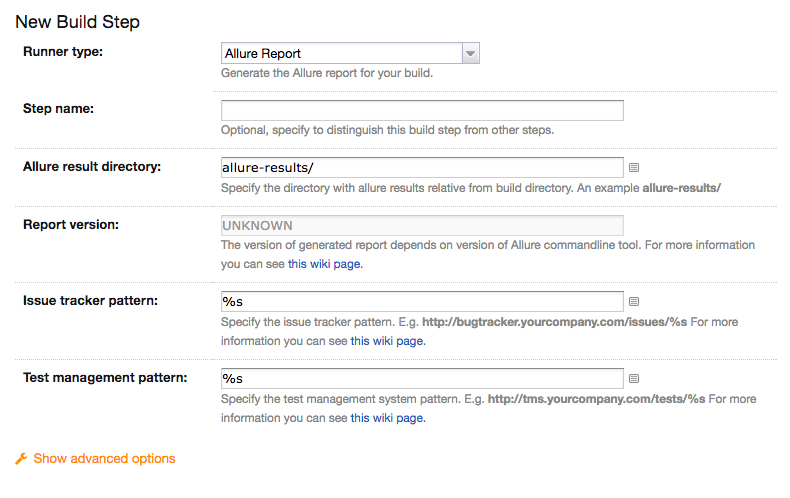 New Build Step
Runner type:
Allure Report
Generate the Allure report for your build.
Step name:
Optional, specify to distinguish this build step from other steps.
Allure result directory:
allure-results/
Specify the directory with allure results relative from build directory. An example allure-results/
Report version:
UNKNOWN
The version of generated report depends on version of Allure commandline tool. For more information
you can see this wiki page.
Issue tracker pattern:
%s
Specify the issue tracker pattern. E.g. http://bugtracker.yourcompany.com/issues/%s For more
information you can see this wiki page.
Test management pattern:
%s
Specify the test management system pattern. E.g. http://tms.yourcompany.com/tests/%s For more
information you can see this wiki page.
Show advanced options